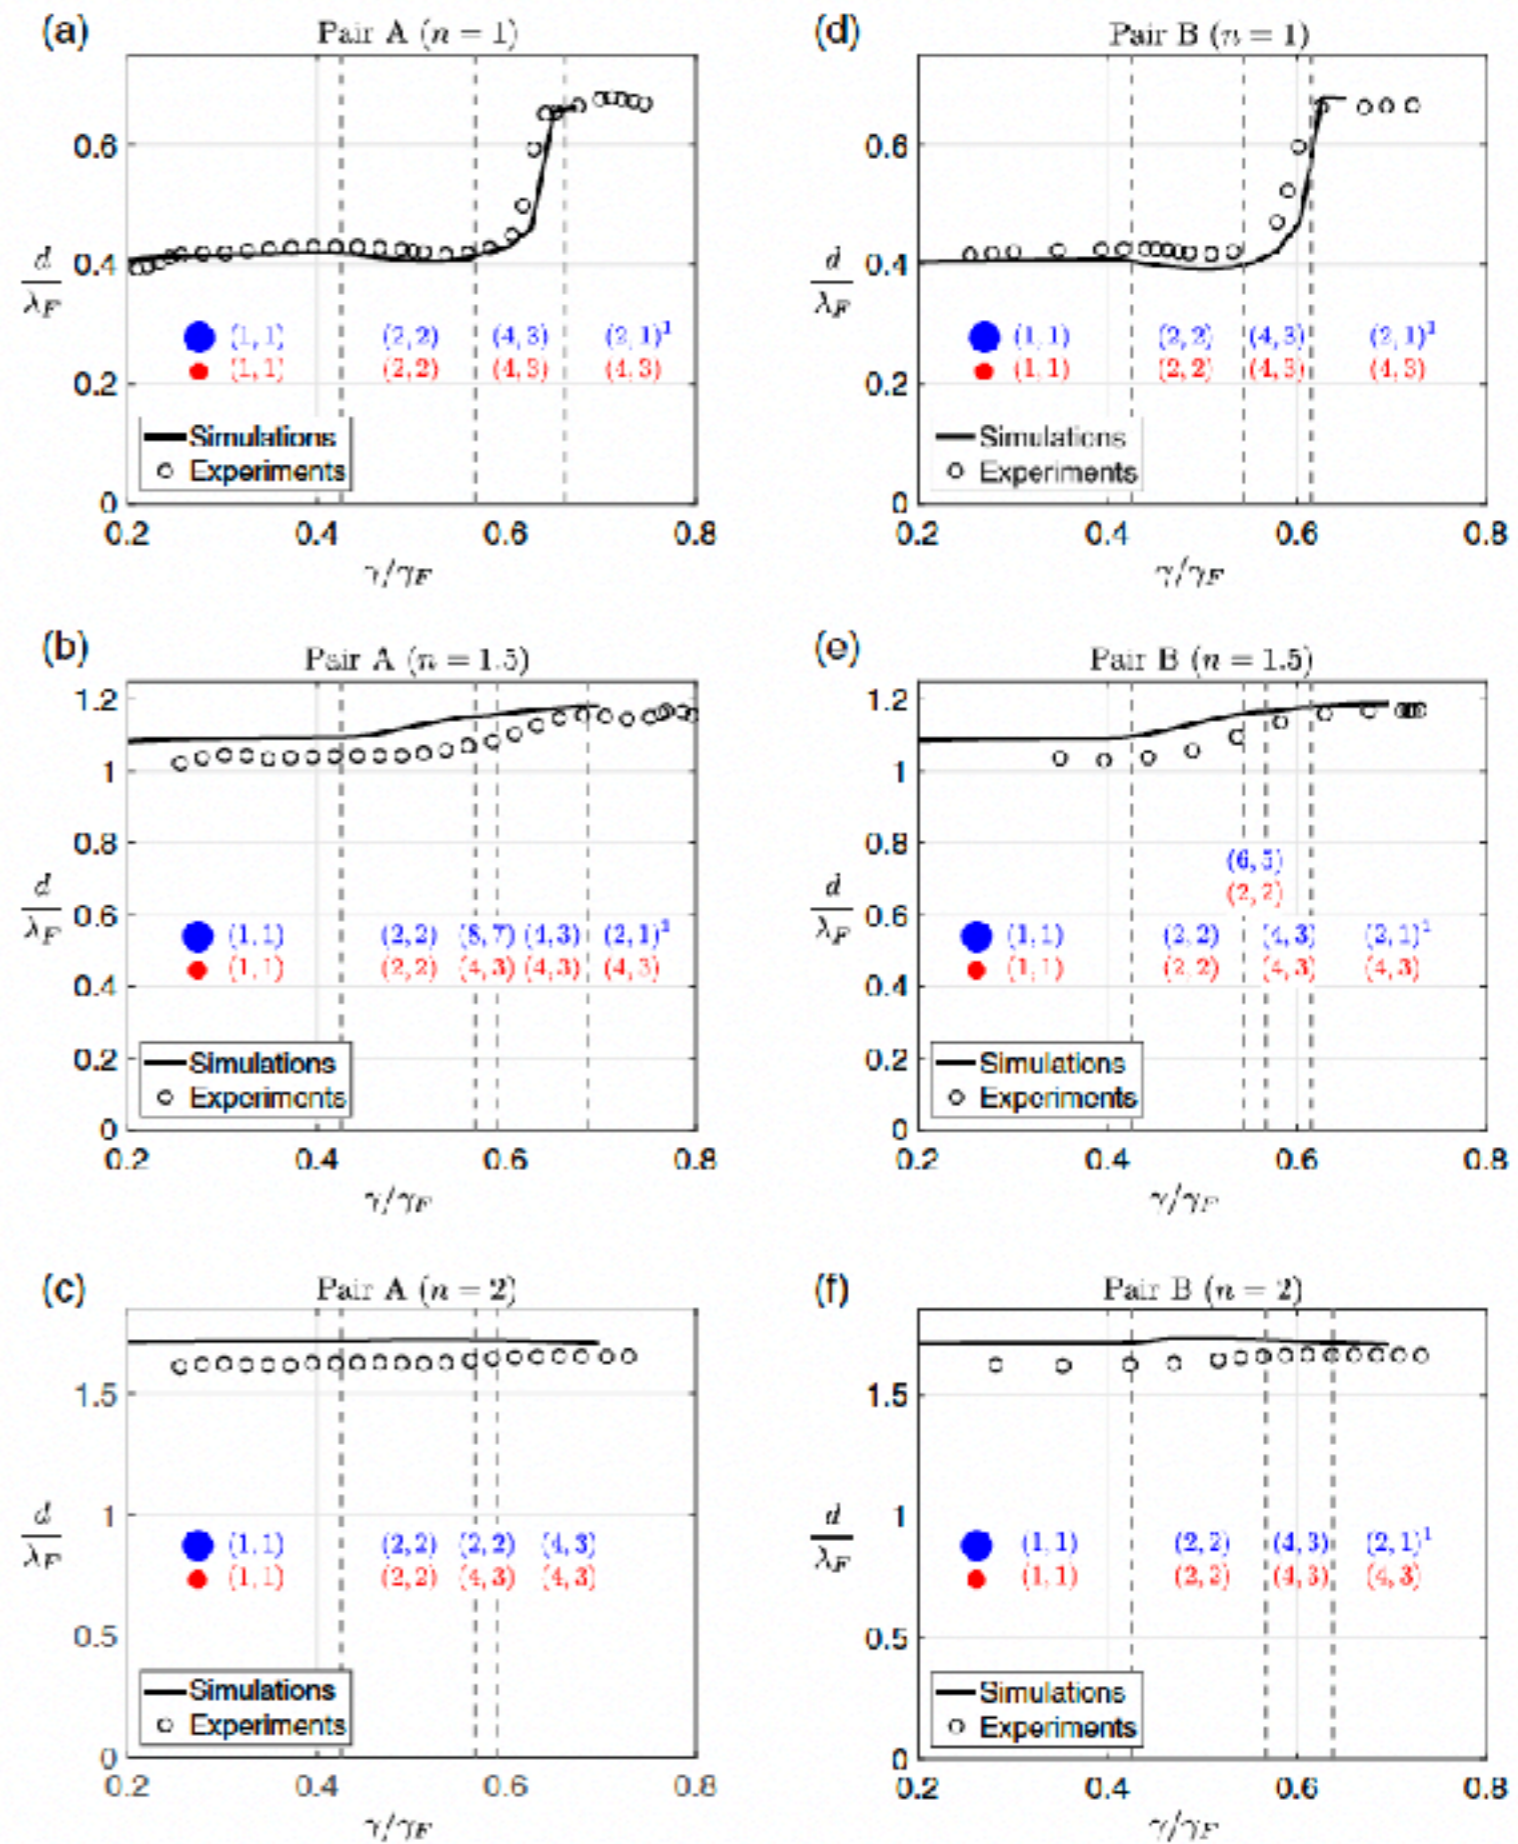 (a)
Pair A (n = 1)
0.6
0.4
0.2
0
d/λF
(1, 1) (2, 2) (4, 3) (2, 1)¹
(1, 1) (2, 2) (4, 3) (4, 3)
Simulations
Experiments
0.2 0.4 0.6 0.8
γ/γF
(d)
Pair B (n = 1)
0.6
0.4
0.2
0
d/λF
(1, 1) (2, 2) (4, 3) (2, 1)¹
(1, 1) (2, 2) (4, 3) (4, 3)
Simulations
Experiments
0.2 0.4 0.6 0.8
γ/γF
(b)
Pair A (n = 1.5)
1.2
1
0.8
0.6
0.4
0.2
0
d/λF
(1, 1) (2, 2) (8, 7) (4, 3) (2, 1)¹
(1, 1) (2, 2) (4, 3) (4, 3) (4, 3)
Simulations
Experiments
0.2 0.4 0.6 0.8
γ/γF
(e)
Pair B (n = 1.5)
1.2
1
0.8
0.6
0.4
0.2
0
d/λF
(6, 5)
(2, 2)
(1, 1) (2, 2) (4, 3) (2, 1)¹
(1, 1) (2, 2) (4, 3) (4, 3)
Simulations
Experiments
0.2 0.4 0.6 0.8
γ/γF
(c)
Pair A (n = 2)
1.5
1
0.5
0
d/λF
(1, 1) (2, 2) (2, 2) (4, 3)
(1, 1) (2, 2) (4, 3) (4, 3)
Simulations
Experiments
0.2 0.4 0.6 0.8
γ/γF
(f)
Pair B (n = 2)
1.5
1
0.5
0
d/λF
(1, 1) (2, 2) (4, 3) (2, 1)¹
(1, 1) (2, 2) (4, 3) (4, 3)
Simulations
Experiments
0.2 0.4 0.6 0.8
γ/γF